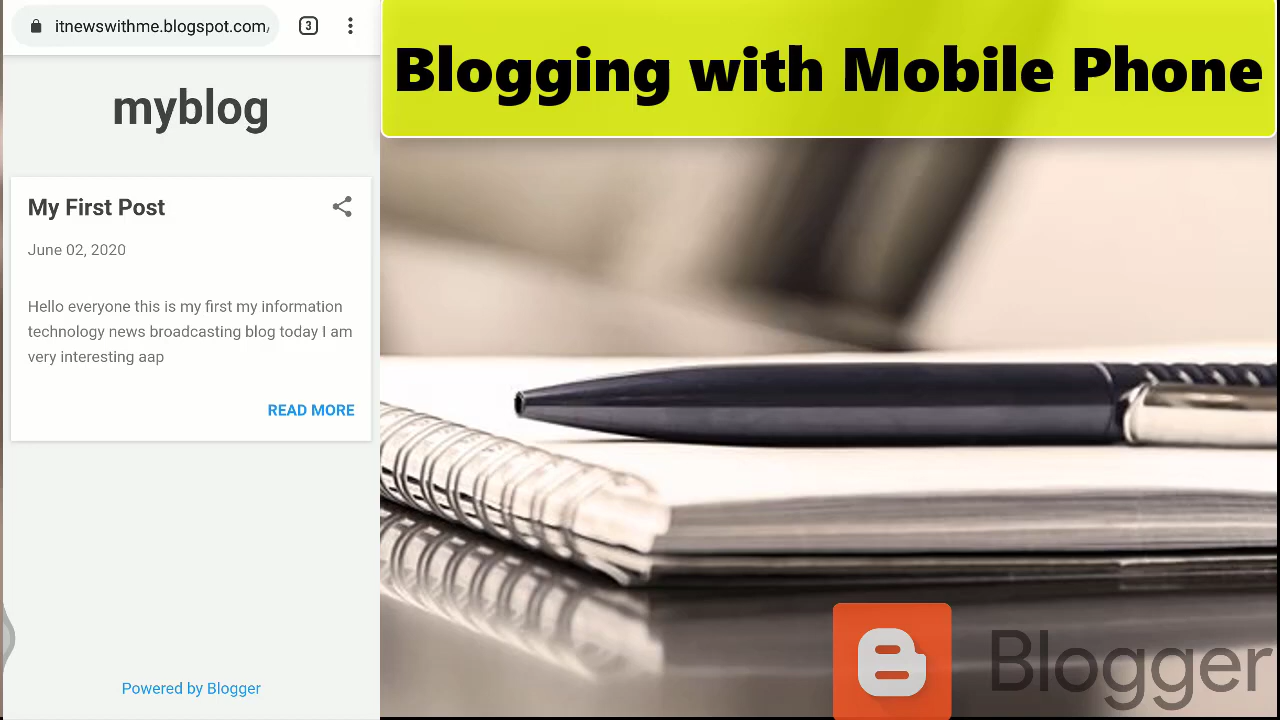 itnewswithme.blogspot.com/
3
myblog
My First Post
June 02, 2020
Hello everyone this is my first my information
technology news broadcasting blog today I am
very interesting aap
READ MORE
Powered by Blogger
Blogging with Mobile Phone
Blogger